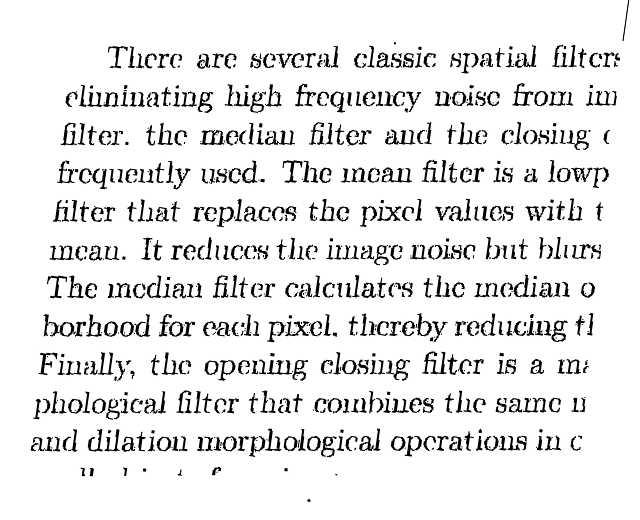 There are several classic spatial filters
eliminating high frequency noise from im
filter. the median filter and the closing
frequently used. The mean filter is a lowp
filter that replaces the pixel values with t
mean. It reduces the image noise but blurs
The median filter calculates the median o
borhood for each pixel. thereby reducing th
Finally, the opening closing filter is a ma
phological filter that combines the same n
and dilation morphological operations in o